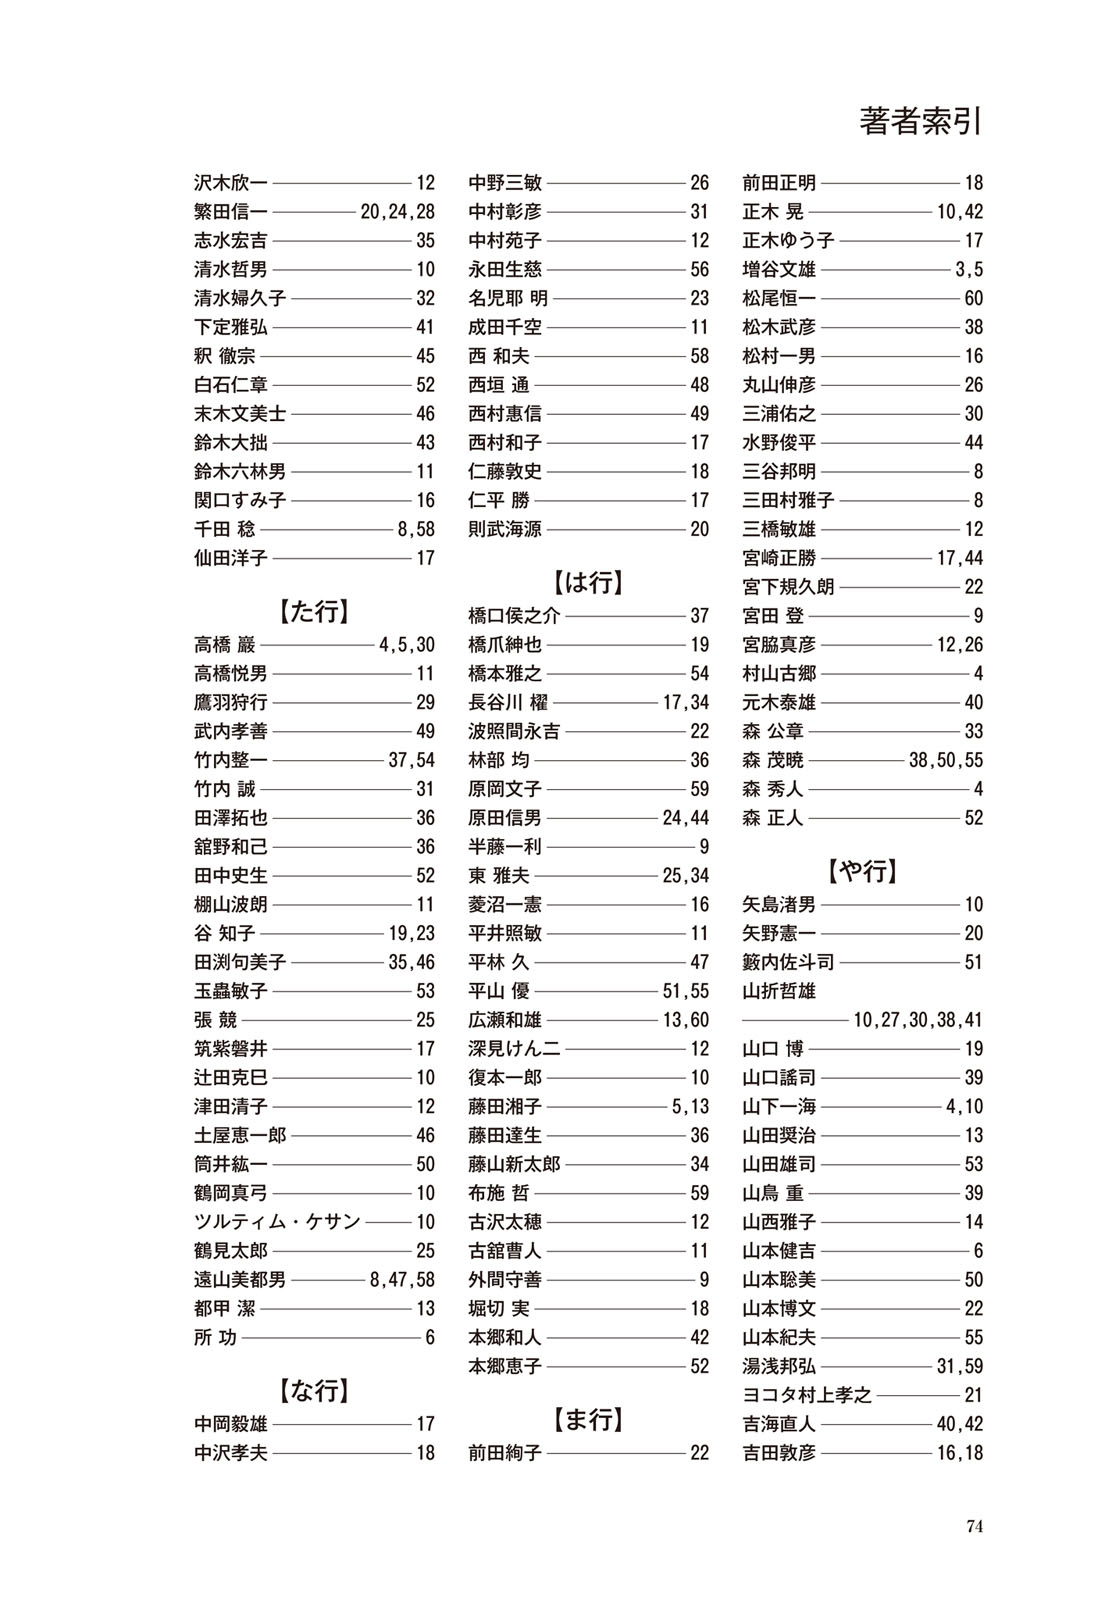 著者索引
沢木欣一 12
繁田信一 20,24,28
志水宏吉 35
清水哲男 10
清水婦久子 32
下定雅弘 41
釈 徹宗 45
白石仁章 52
末木文美士 46
鈴木大拙 43
鈴木六林男 11
関口すみ子 16
千田 稔 8,58
仙田洋子 17
【た行】
高橋 巖 4,5,30
高橋悦男 11
鷹羽狩行 29
武内孝善 49
竹内整一 37,54
竹内 誠 31
田澤拓也 36
舘野和己 36
田中史生 52
棚山波朗 11
谷 知子 19,23
田渕句美子 35,46
玉蟲敏子 53
張 競 25
筑紫磐井 17
辻田克巳 10
津田清子 12
土屋恵一郎 46
筒井紘一 50
鶴岡真弓 10
ツルティム・ケサン 10
鶴見太郎 25
遠山美都男 8,47,58
都甲 潔 13
所 功 6
【な行】
中岡毅雄 17
中沢孝夫 18
中野三敏 26
中村彰彦 31
中村苑子 12
永田生慈 56
名児耶 明 23
成田千空 11
西 和夫 58
西垣 通 48
西村惠信 49
西村和子 17
仁藤敦史 18
仁平 勝 17
則武海源 20
【は行】
橋口侯之介 37
橋爪紳也 19
橋本雅之 54
長谷川 櫂 17,34
波照間永吉 22
林部 均 36
原岡文子 59
原田信男 24,44
半藤一利 9
東 雅夫 25,34
菱沼一憲 16
平井照敏 11
平林 久 47
平山 優 51,55
広瀬和雄 13,60
深見けん二 12
復本一郎 10
藤田湘子 5,13
藤田達生 36
藤山新太郎 34
布施 哲 59
古沢太穂 12
古舘曹人 11
外間守善 9
堀切 実 18
本郷和人 42
本郷恵子 52
【ま行】
前田絢子 22
前田正明 18
正木 晃 10,42
正木ゆう子 17
増谷文雄 3,5
松尾恒一 60
松木武彦 38
松村一男 16
丸山伸彦 26
三浦佑之 30
水野俊平 44
三谷邦明 8
三田村雅子 8
三橋敏雄 12
宮崎正勝 17,44
宮下規久朗 22
宮田 登 9
宮脇真彦 12,26
村山古郷 4
元木泰雄 40
森 公章 33
森 茂暁 38,50,55
森 秀人 4
森 正人 52
【や行】
矢島渚男 10
矢野憲一 20
籔内佐斗司 51
山折哲雄
10,27,30,38,41
山口 博 19
山口謠司 39
山下一海 4,10
山田奨治 13
山田雄司 53
山鳥 重 39
山西雅子 14
山本健吉 6
山本聡美 50
山本博文 22
山本紀夫 55
湯浅邦弘 31,59
ヨコタ村上孝之 21
吉海直人 40,42
吉田敦彦 16,18
74